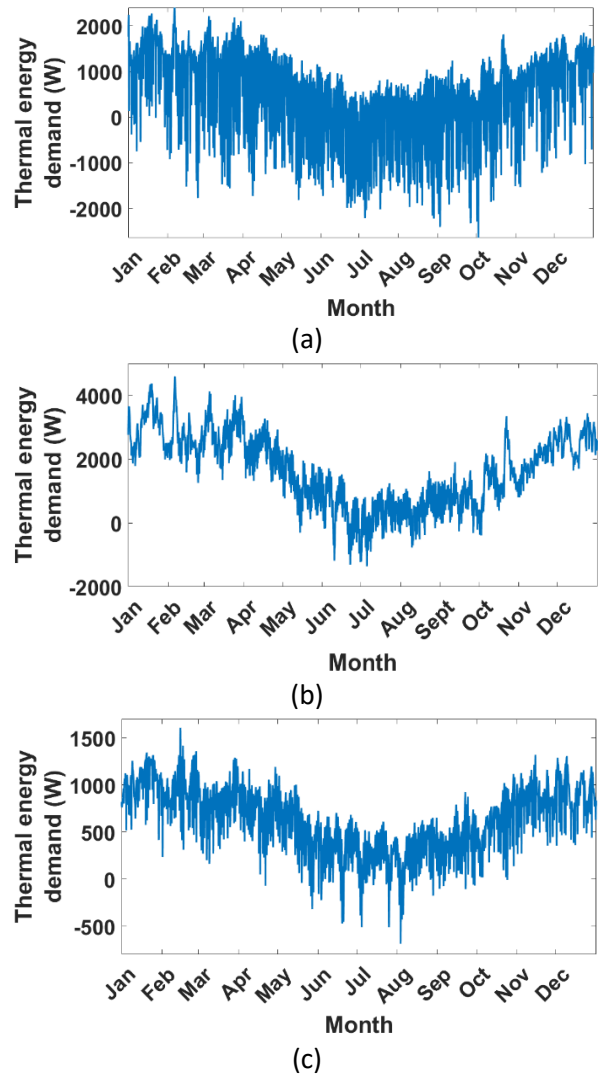 Thermal energy
demand (W)
2000
1000
0
-1000
-2000
Jan Feb Mar Apr May Jun Jul Aug Sep Oct Nov Dec
Month
(a)
Thermal energy
demand (W)
4000
2000
0
-2000
Jan Feb Mar Apr May Jun Jul Aug Sept Oct Nov Dec
Month
(b)
Thermal energy
demand (W)
1500
1000
500
0
-500
Jan Feb Mar Apr May Jun Jul Aug Sep Oct Nov Dec
Month
(c)